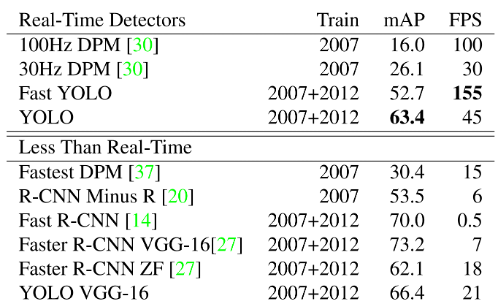 Real-Time Detectors Train mAP FPS
100Hz DPM [30] 2007 16.0 100
30Hz DPM [30] 2007 26.1 30
Fast YOLO 2007+2012 52.7 155
YOLO 2007+2012 63.4 45
Less Than Real-Time
Fastest DPM [37] 2007 30.4 15
R-CNN Minus R [20] 2007 53.5 6
Fast R-CNN [14] 2007+2012 70.0 0.5
Faster R-CNN VGG-16[27] 2007+2012 73.2 7
Faster R-CNN ZF [27] 2007+2012 62.1 18
YOLO VGG-16 2007+2012 66.4 21